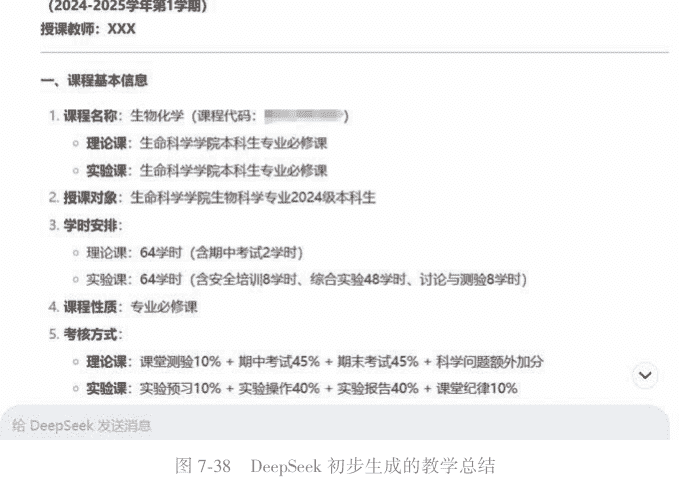 （2024-2025学年第1学期）
授课教师：XXX
一、课程基本信息
1. 课程名称：生物化学（课程代码：）
理论课：生命科学学院本科生专业必修课
实验课：生命科学学院本科生专业必修课
2. 授课对象：生命科学学院生物科学专业2024级本科生
3. 学时安排：
理论课：64学时（含期中考试2学时）
实验课：64学时（含安全培训8学时、综合实验48学时、讨论与测验8学时）
4. 课程性质：专业必修课
5. 考核方式：
理论课：课堂测验10% + 期中考试45% + 期末考试45% + 科学问题额外加分
实验课：实验预习10% + 实验操作40% + 实验报告40% + 课堂纪律10%
给 DeepSeek 发送消息
图 7-38 DeepSeek 初步生成的教学总结